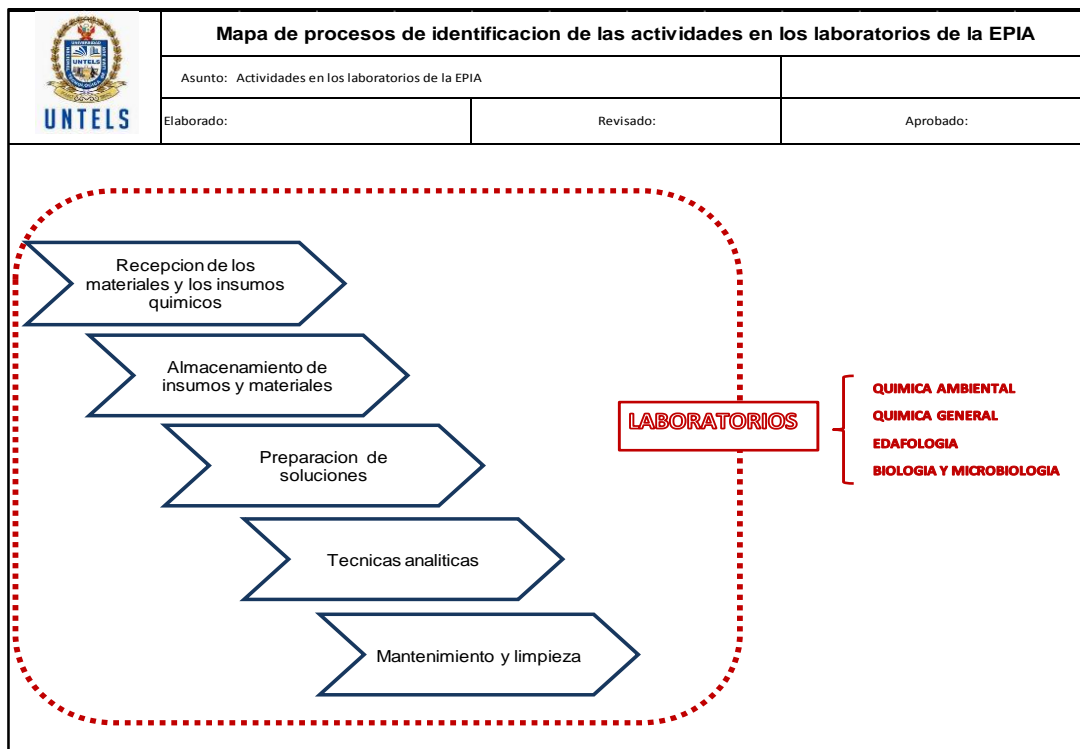 Mapa de procesos de identificacion de las actividades en los laboratorios de la EPIA
Asunto: Actividades en los laboratorios de la EPIA
UNTELS
UNTELS
Elaborado:
Revisado:
Aprobado:
Recepcion de los
materiales y los insumos
quimicos
Almacenamiento de
insumos y materiales
Preparacion de
soluciones
Tecnicas analiticas
Mantenimiento y limpieza
LABORATORIOS
QUIMICA AMBIENTAL
QUIMICA GENERAL
EDAFOLOGIA
BIOLOGIA Y MICROBIOLOGIA